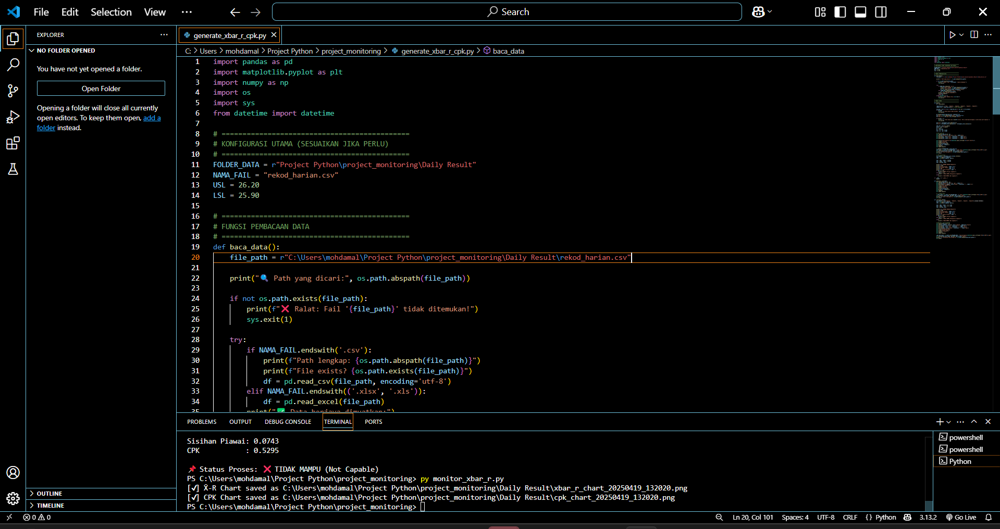 File Edit Selection View ···
Search
EXPLORER ···
NO FOLDER OPENED
You have not yet opened a folder.
Open Folder
Opening a folder will close all currently
open editors. To keep them open, add a
folder instead.
OUTLINE
TIMELINE
generate_xbar_r_cpk.py
C: > Users > mohdamal > Project Python > project_monitoring > generate_xbar_r_cpk.py > baca_data
1 import pandas as pd
2 import matplotlib.pyplot as plt
3 import numpy as np
4 import os
5 import sys
6 from datetime import datetime
7
8 # =============================================
9 # KONFIGURASI UTAMA (SESUAIKAN JIKA PERLU)
10 # =============================================
11 FOLDER_DATA = r"Project Python\project_monitoring\Daily Result"
12 NAMA_FAIL = "rekod_harian.csv"
13 USL = 26.20
14 LSL = 25.90
15
16 # =============================================
17 # FUNGSI PEMBACAAN DATA
18 # =============================================
19 def baca_data():
20 file_path = r"C:\Users\mohdamal\Project Python\project_monitoring\Daily Result\rekod_harian.csv"
21
22 print("🔍 Path yang dicari:", os.path.abspath(file_path))
23
24 if not os.path.exists(file_path):
25 print(f"❌ Ralat: Fail '{file_path}' tidak ditemukan!")
26 sys.exit(1)
27
28 try:
29 if NAMA_FAIL.endswith('.csv'):
30 print(f"Path lengkap: {os.path.abspath(file_path)}")
31 print(f"File exists? {os.path.exists(file_path)}")
32 df = pd.read_csv(file_path, encoding='utf-8')
33 elif NAMA_FAIL.endswith(('.xlsx', '.xls')):
34 df = pd.read_excel(file_path)
35 print("✅ Data berjaya dimuatkan:")
PROBLEMS OUTPUT DEBUG CONSOLE TERMINAL PORTS
Sisihan Piawai: 0.0743
CPK : 0.5295
📌 Status Proses: ❌ TIDAK MAMPU (Not Capable)
PS C:\Users\mohdamal\Project Python\project_monitoring> py monitor_xbar_r.py
[✔] X̄-R Chart saved as C:\Users\mohdamal\Project Python\project_monitoring\Daily Result\xbar_r_chart_20250419_132020.png
[✔] CPK Chart saved as C:\Users\mohdamal\Project Python\project_monitoring\Daily Result\cpk_chart_20250419_132020.png
PS C:\Users\mohdamal\Project Python\project_monitoring>
powershell
powershell
Python
0 0
Ln 20, Col 101 Spaces: 4 UTF-8 CRLF {} Python 3.13.2 Go Live